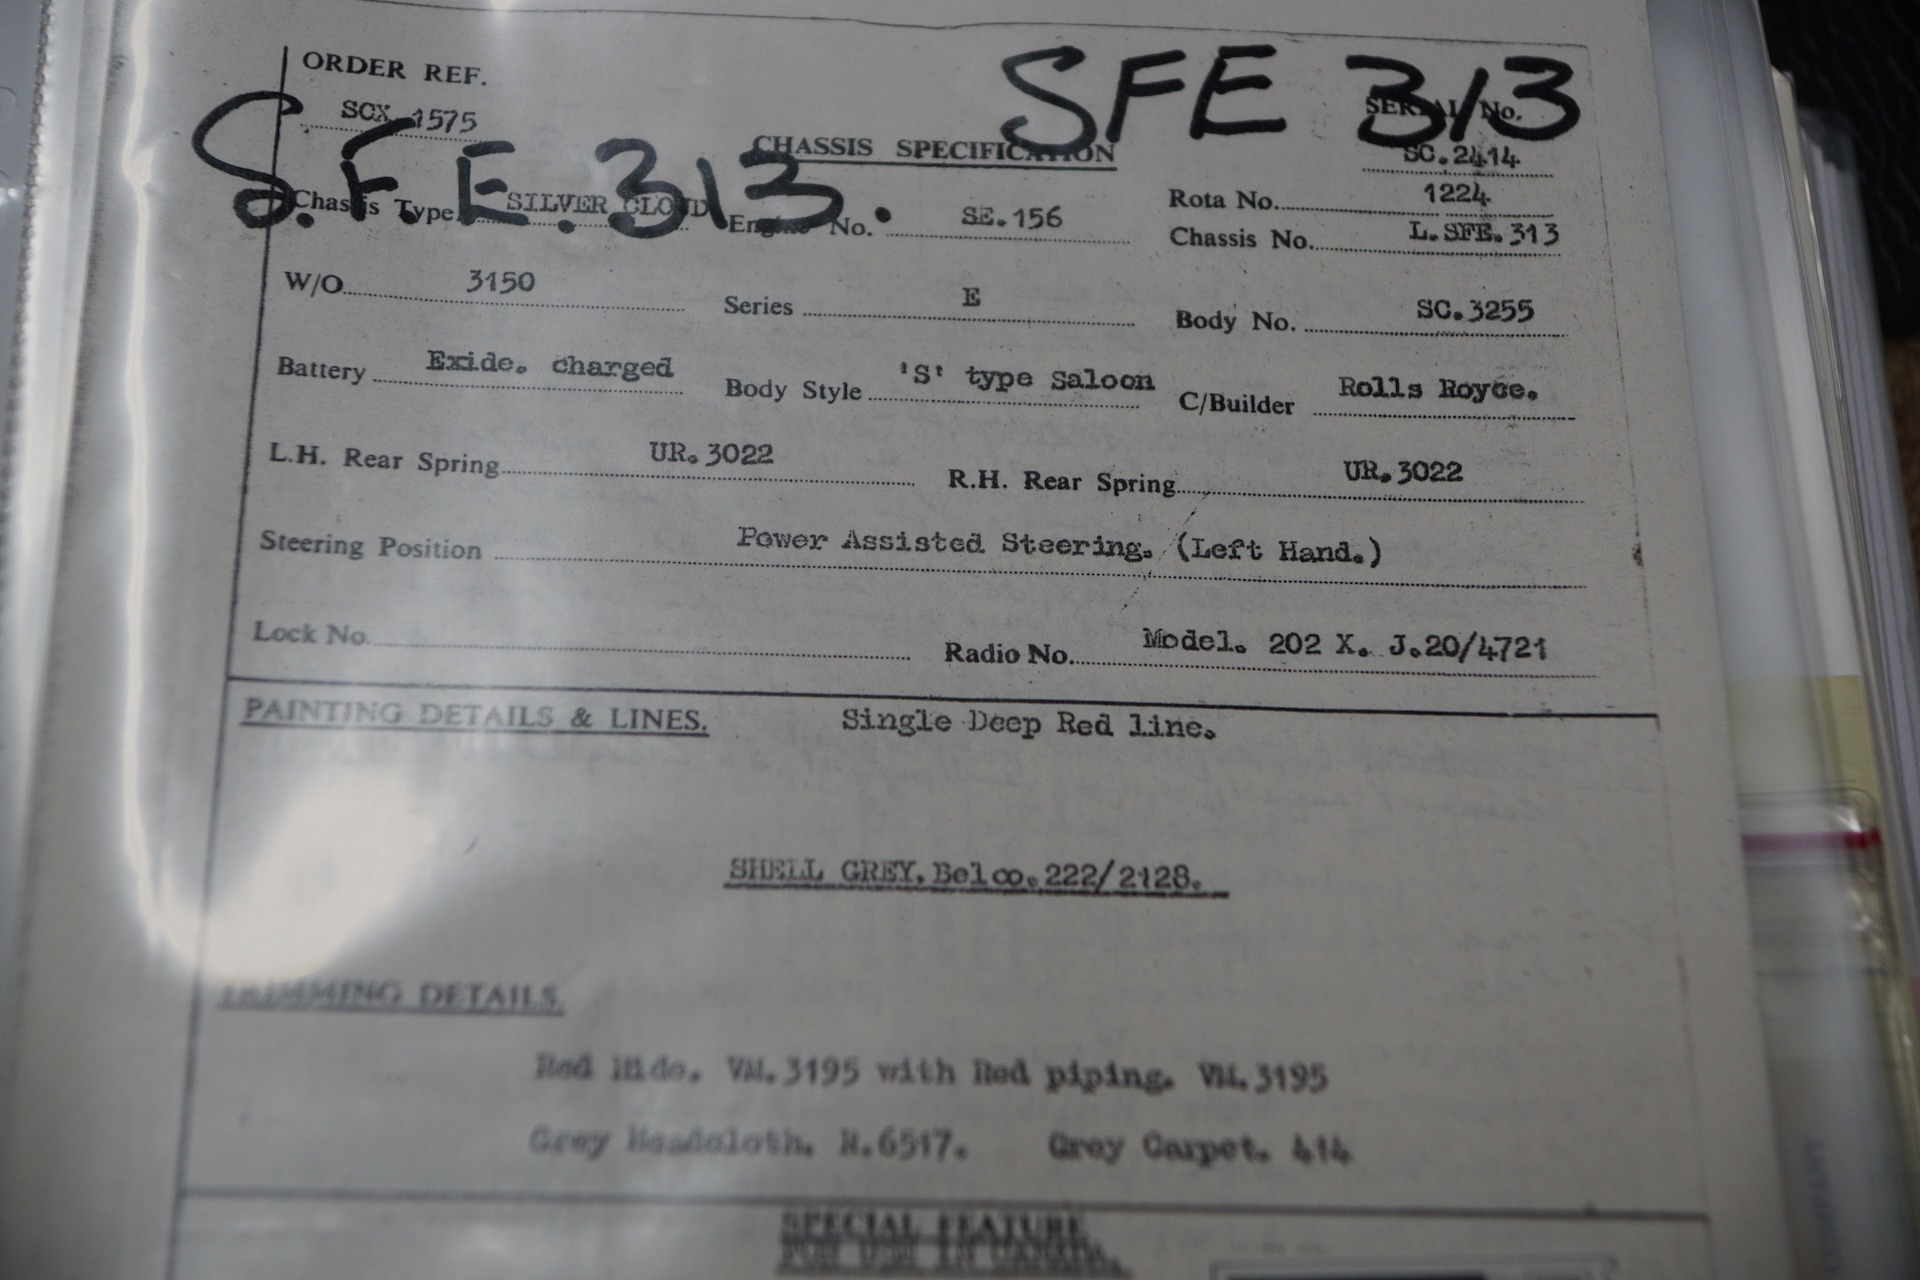 SFE 313
ORDER REF.
SCX 1575
SERIAL No.
SC.2414
S.F.E. 313.
CHASSIS SPECIFICATION
Chassis Type SILVER CLOUD Engine No. SE.156 Rota No. 1224
Chassis No. L.SFE.313
W/O 3150 Series E Body No. SC.3255
Battery Exide. charged Body Style 'S' type Saloon C/Builder Rolls Royce.
L.H. Rear Spring UR.3022 R.H. Rear Spring UR.3022
Steering Position Power Assisted Steering. (Left Hand.)
Lock No. Radio No. Model. 202 X. J.20/4721
PAINTING DETAILS & LINES. Single Deep Red line.
SHELL GREY. Belco. 222/2128.
TRIMMING DETAILS.
Red Hide. VM.3195 with Red piping. VM.3195
Grey Headcloth. R.6517. Grey Carpet. 414
SPECIAL FEATURE
FOR USE IN CANADA.